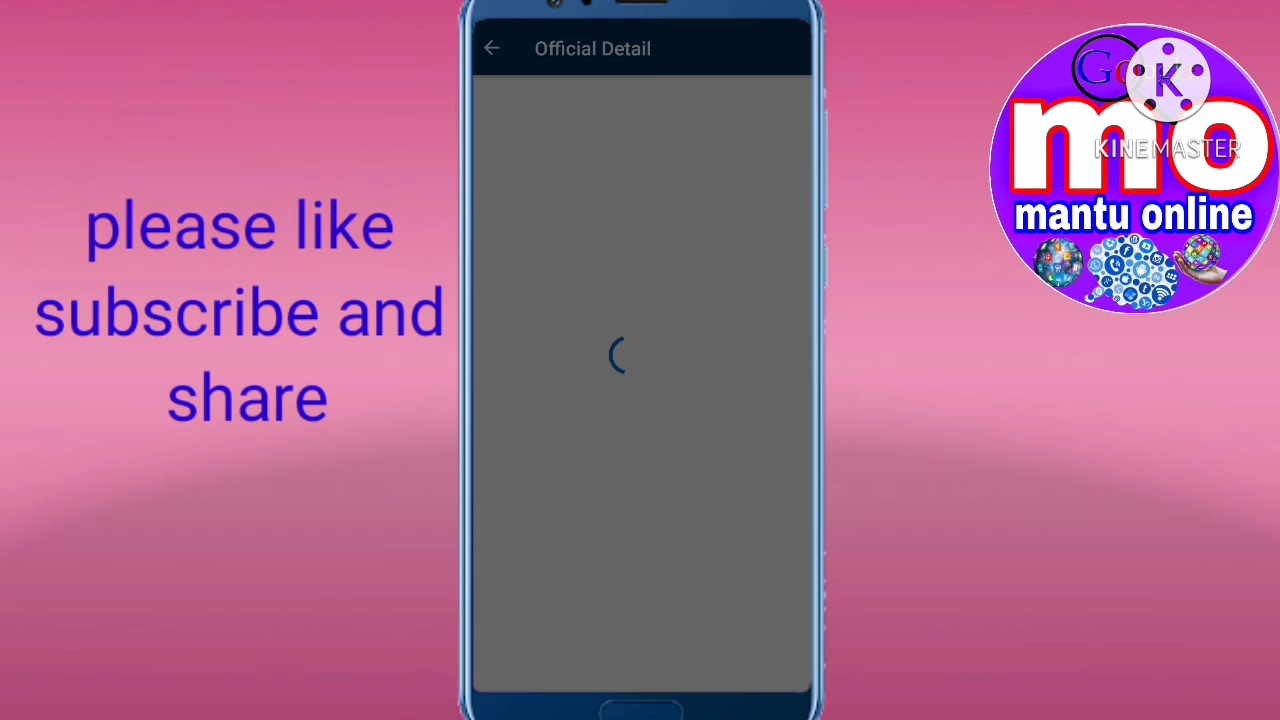 Official Detail
please like
subscribe and
share
mo
K
KINEMASTER
mantu online